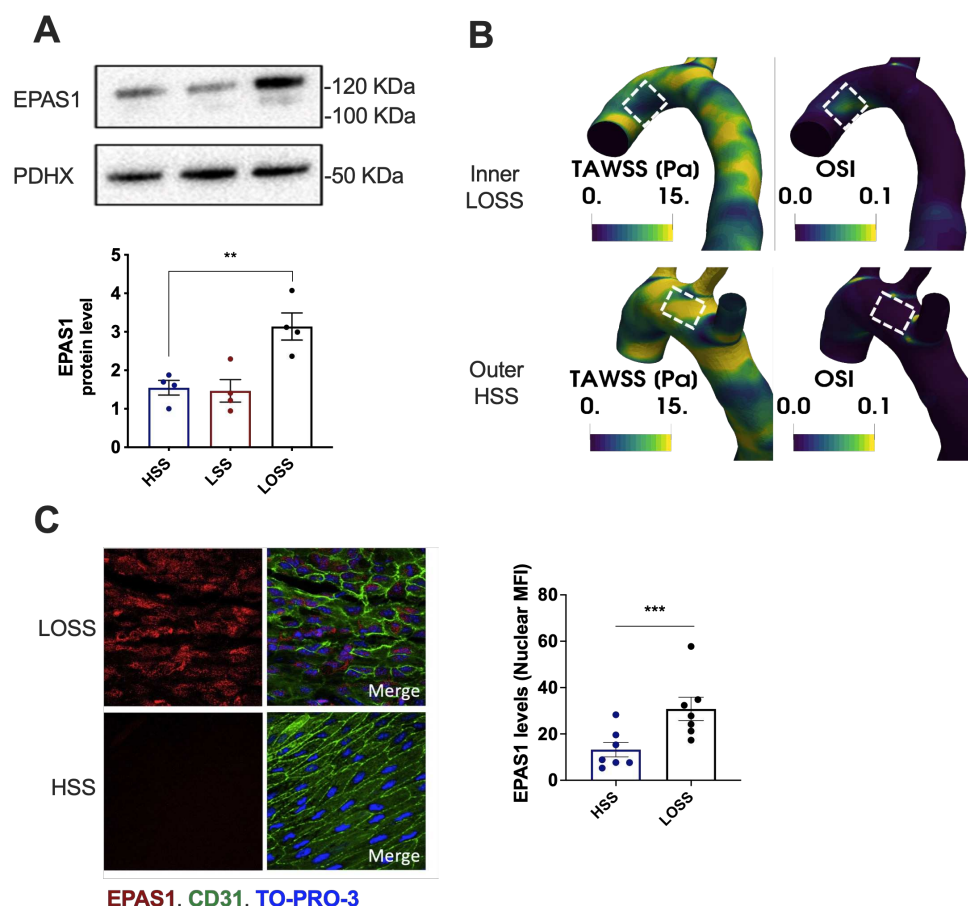 A
EPAS1
-120 KDa
-100 KDa
PDHX
-50 KDa
EPAS1
protein level
5
4
3
2
1
0
**
HSS
LSS
LOSS
B
Inner
LOSS
TAWSS (Pa)
0. 15.
OSI
0.0 0.1
Outer
HSS
TAWSS (Pa)
0. 15.
OSI
0.0 0.1
C
LOSS
Merge
HSS
Merge
EPAS1, CD31, TO-PRO-3
EPAS1 levels (Nuclear MFI)
80
60
40
20
0
***
HSS
LOSS